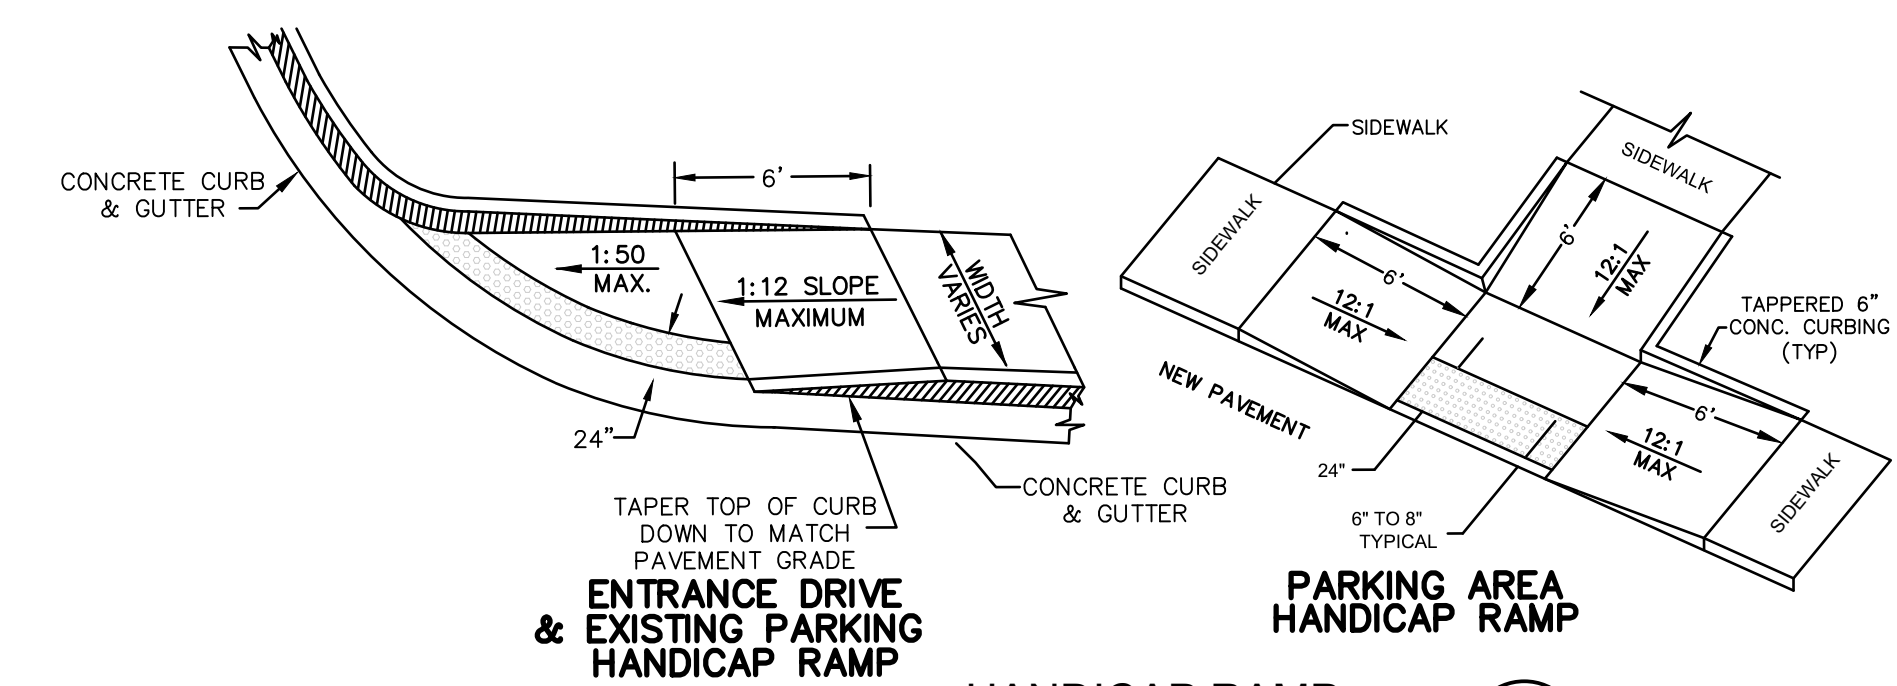 CONCRETE CURB
& GUTTER
6'
1:50
MAX.
1:12 SLOPE
MAXIMUM
WIDTH
VARIES
24"
TAPER TOP OF CURB
DOWN TO MATCH
PAVEMENT GRADE
CONCRETE CURB
& GUTTER
ENTRANCE DRIVE
& EXISTING PARKING
HANDICAP RAMP
SIDEWALK
SIDEWALK
SIDEWALK
6'
12:1
MAX
6'
12:1
MAX
TAPPERED 6"
CONC. CURBING
(TYP)
NEW PAVEMENT
6'
12:1
MAX
SIDEWALK
24"
6" TO 8"
TYPICAL
PARKING AREA
HANDICAP RAMP
HANDICAP RAMP